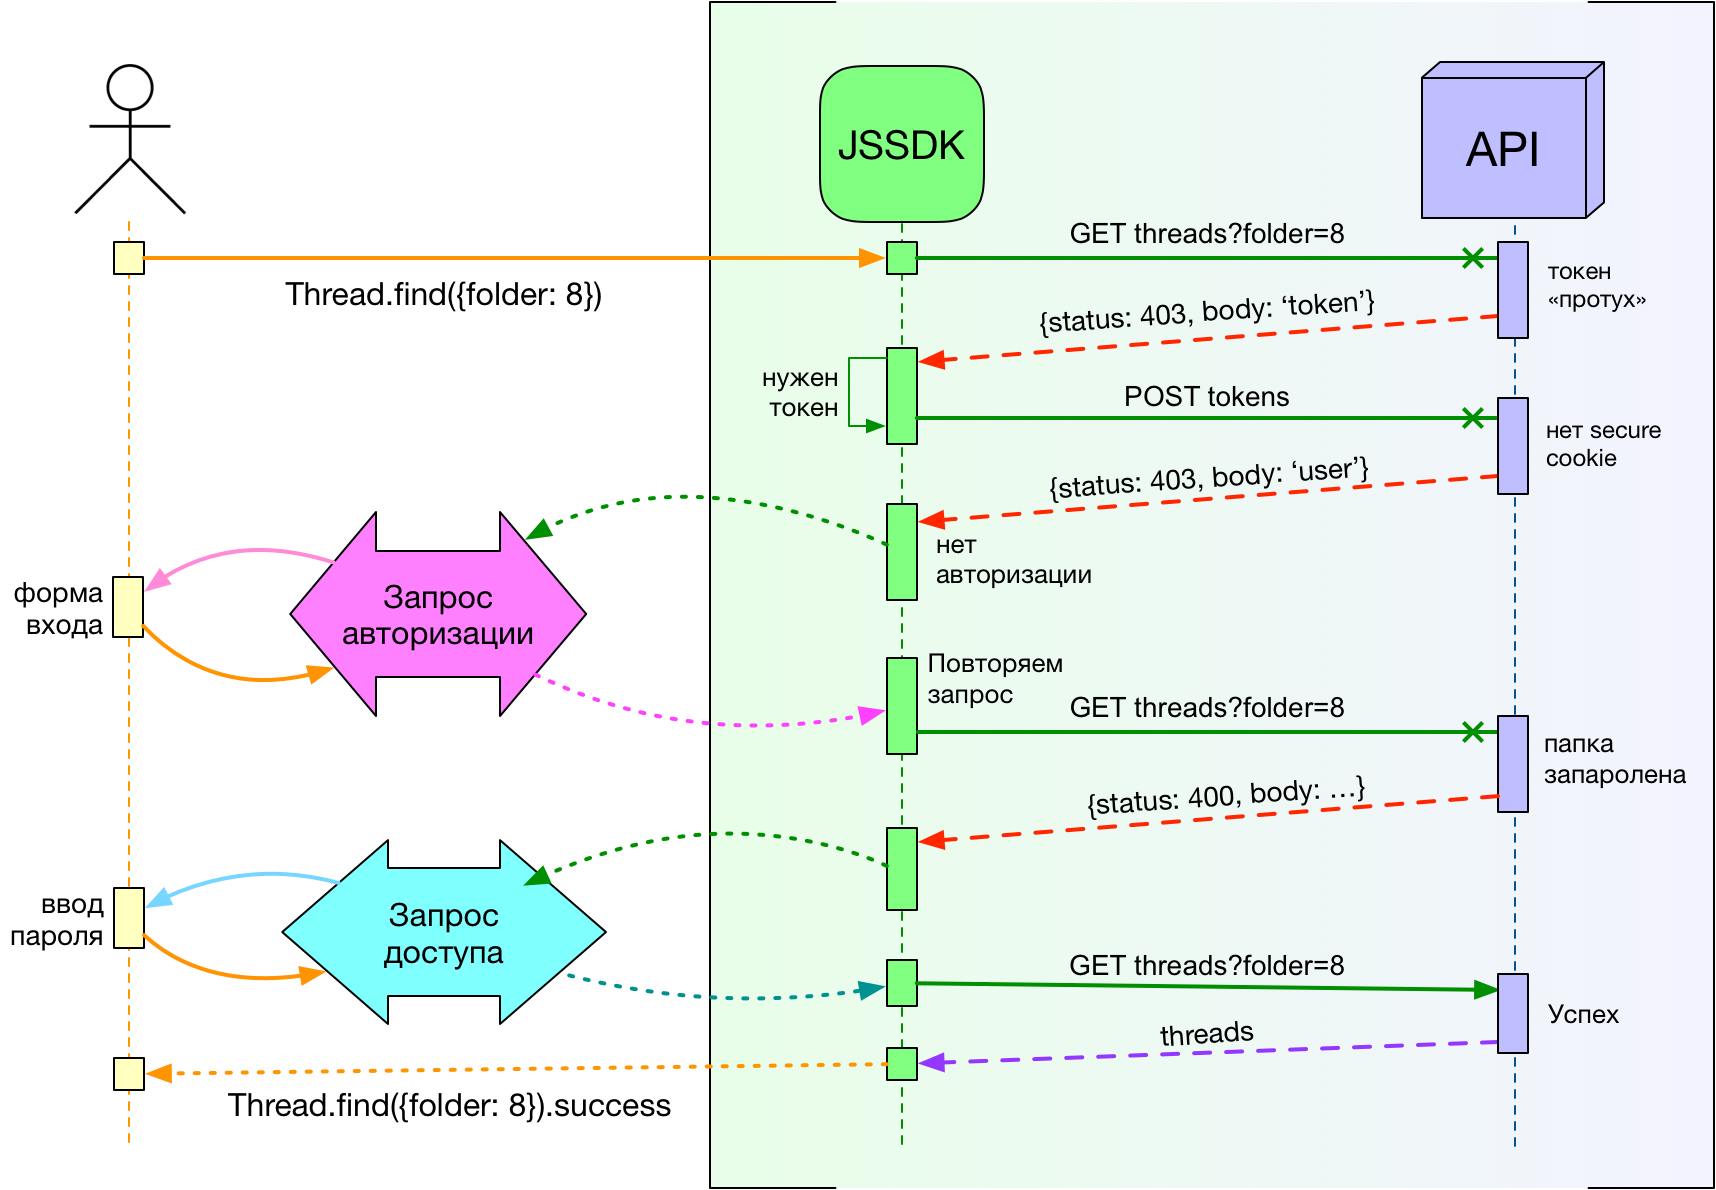 JSSDK
API
GET threads?folder=8
Thread.find({folder: 8})
токен
«протух»
{status: 403, body: ‘token’}
нужен
токен
POST tokens
нет secure
cookie
{status: 403, body: ‘user’}
нет
авторизации
форма
входа
Запрос
авторизации
Повторяем
запрос
GET threads?folder=8
папка
запаролена
{status: 400, body: …}
ввод
пароля
Запрос
доступа
GET threads?folder=8
Успех
threads
Thread.find({folder: 8}).success